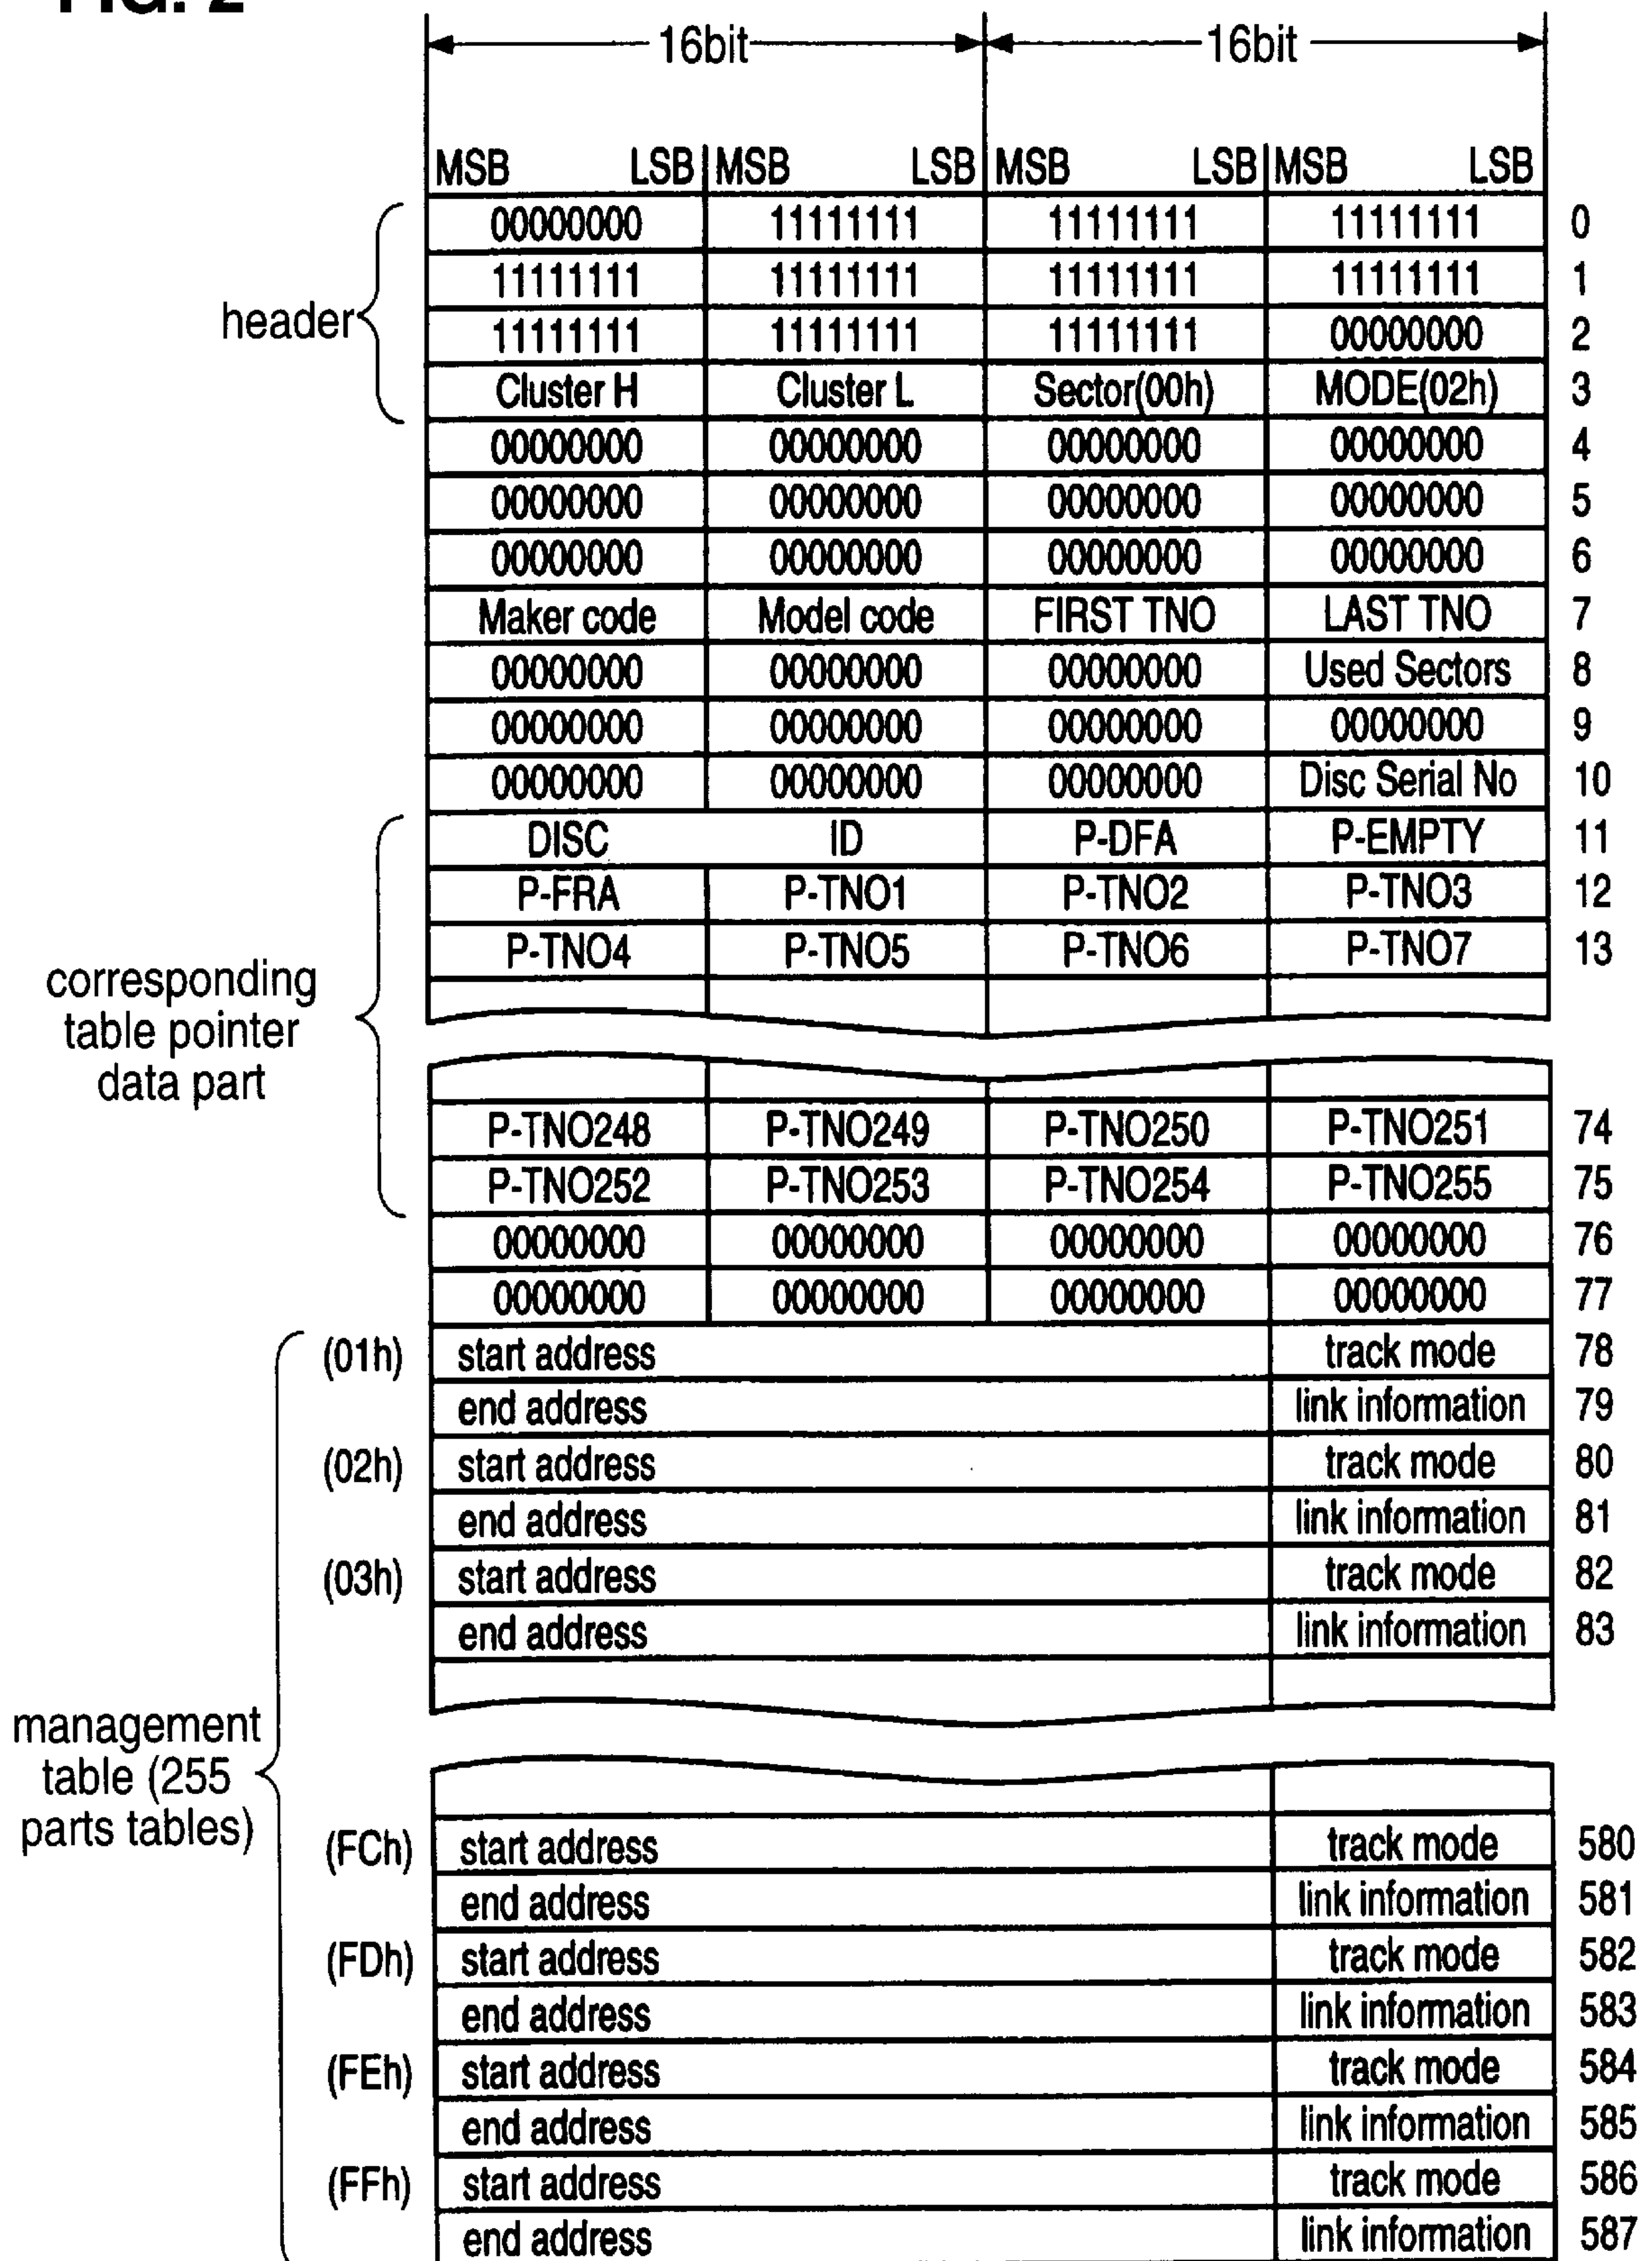 FIG. 2
16bit 16bit
MSB LSB MSB LSB MSB LSB MSB LSB
00000000 11111111 11111111 11111111 0
11111111 11111111 11111111 11111111 1
header 11111111 11111111 11111111 00000000 2
Cluster H Cluster L Sector(00h) MODE(02h) 3
00000000 00000000 00000000 00000000 4
00000000 00000000 00000000 00000000 5
00000000 00000000 00000000 00000000 6
Maker code Model code FIRST TNO LAST TNO 7
00000000 00000000 00000000 Used Sectors 8
00000000 00000000 00000000 00000000 9
00000000 00000000 00000000 Disc Serial No 10
DISC ID P-DFA P-EMPTY 11
P-FRA P-TNO1 P-TNO2 P-TNO3 12
P-TNO4 P-TNO5 P-TNO6 P-TNO7 13
corresponding
table pointer
data part
P-TNO248 P-TNO249 P-TNO250 P-TNO251 74
P-TNO252 P-TNO253 P-TNO254 P-TNO255 75
00000000 00000000 00000000 00000000 76
00000000 00000000 00000000 00000000 77
(01h) start address track mode 78
end address link information 79
(02h) start address track mode 80
end address link information 81
(03h) start address track mode 82
end address link information 83
management
table (255
parts tables)
(FCh) start address track mode 580
end address link information 581
(FDh) start address track mode 582
end address link information 583
(FEh) start address track mode 584
end address link information 585
(FFh) start address track mode 586
end address link information 587